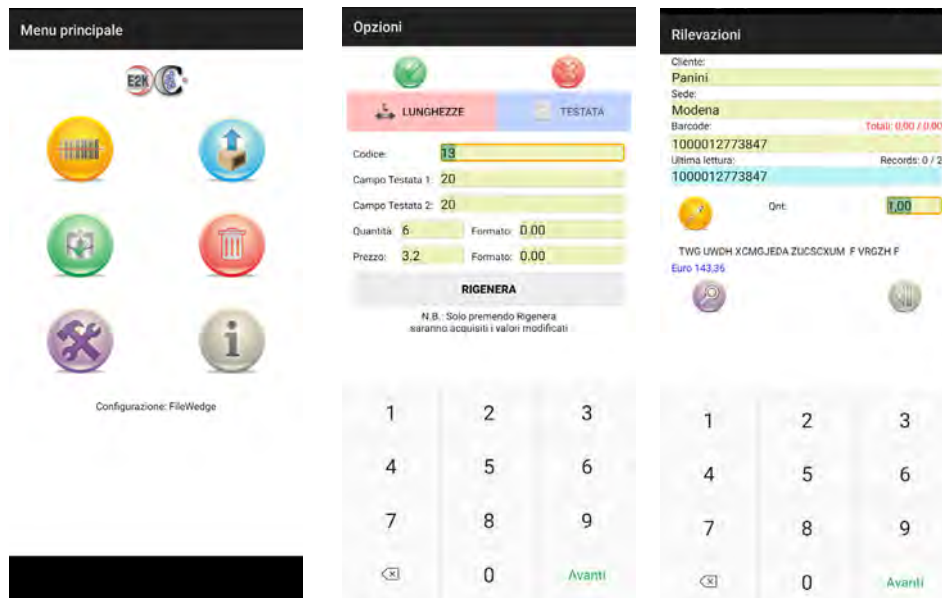 Menu principale
E2K
Configurazione: FileWedge
Opzioni
LUNGHEZZE
TESTATA
Codice: 13
Campo Testata 1: 20
Campo Testata 2: 20
Quantità: 6 Formato: 0.00
Prezzo: 3,2 Formato: 0.00
RIGENERA
N.B.: Solo premendo Rigenera
saranno acquisiti i valori modificati
1 2 3
4 5 6
7 8 9
0 Avanti
Rilevazioni
Cliente:
Panini
Sede:
Modena
Barcode: Totali: 0,00 / 0,00
1000012773847
Ultima lettura: Records: 0 / 2
1000012773847
Qnt: 1,00
TWG UWDH XCMGJEDA ZUCSCXUM F VRGZH F
Euro 143,36
1 2 3
4 5 6
7 8 9
0 Avanti